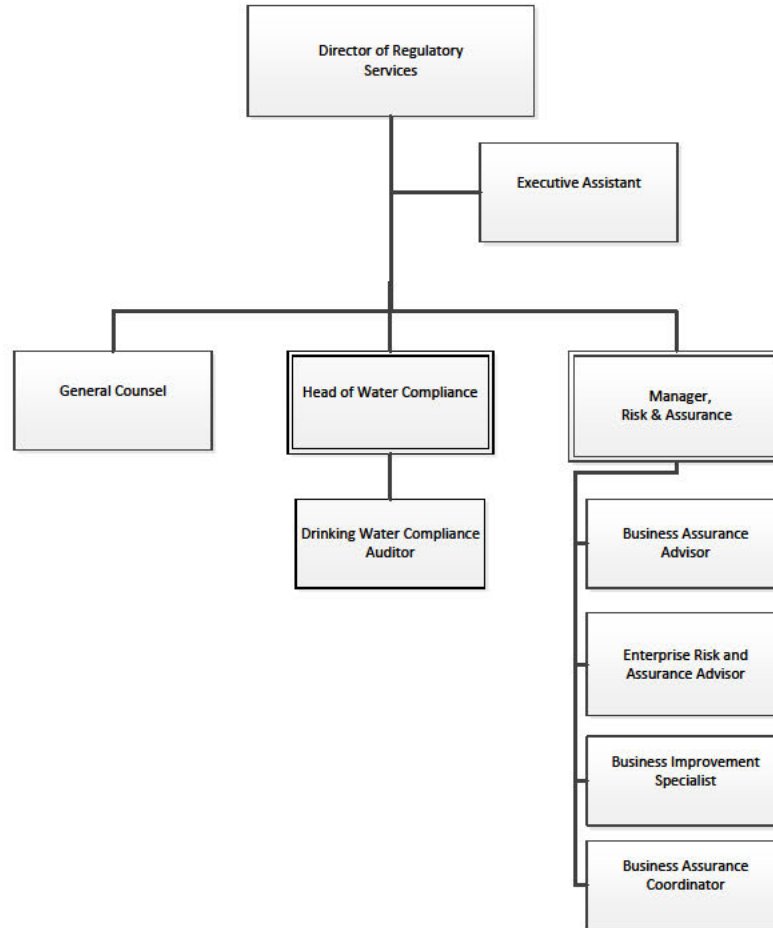 Director of Regulatory
Services
Executive Assistant
General Counsel
Head of Water Compliance
Manager,
Risk & Assurance
Drinking Water Compliance
Auditor
Business Assurance
Advisor
Enterprise Risk and
Assurance Advisor
Business Improvement
Specialist
Business Assurance
Coordinator